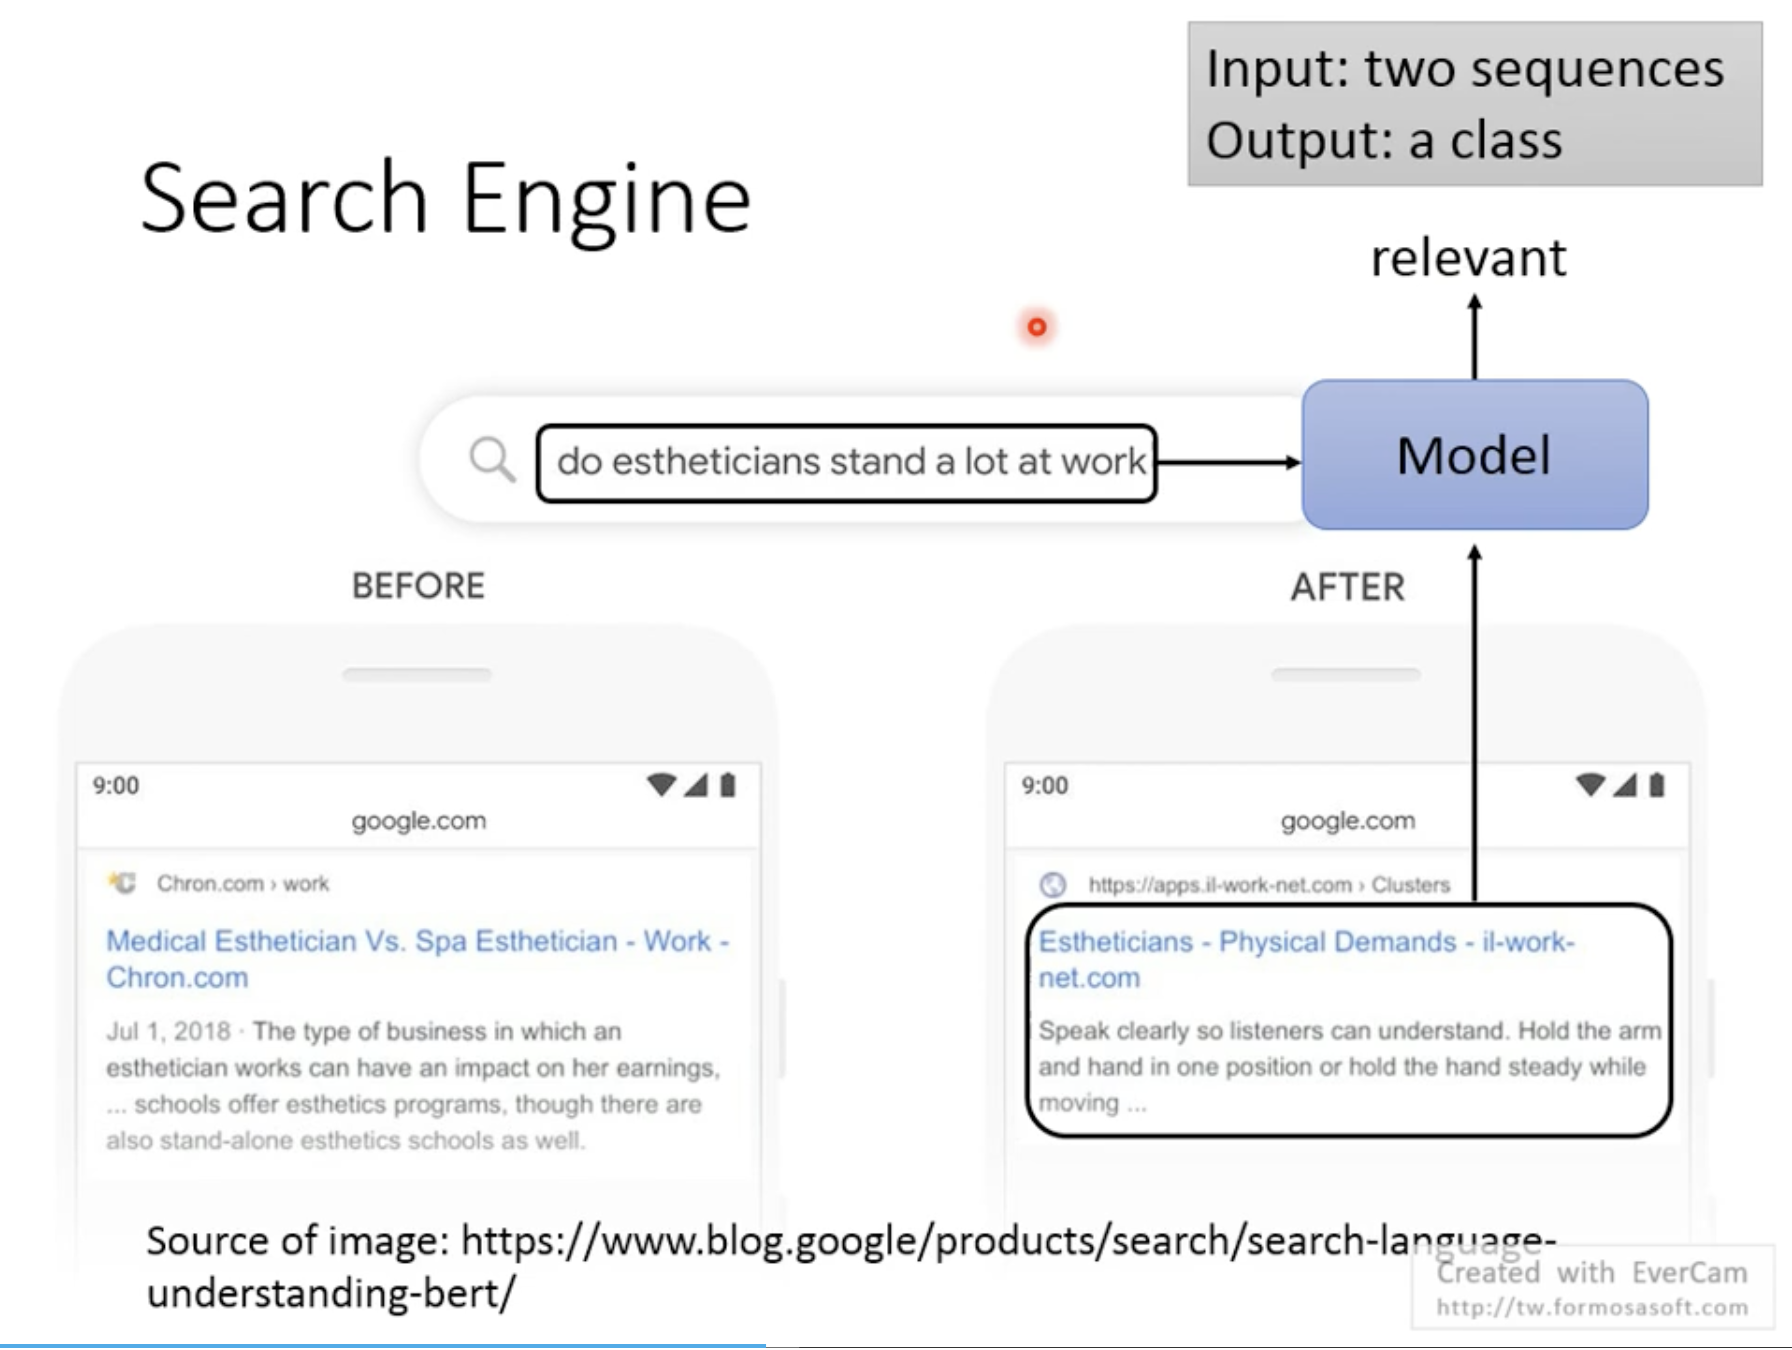 Input: two sequences
Output: a class
Search Engine
relevant
do estheticians stand a lot at work
Model
BEFORE
AFTER
9:00
google.com
Chron.com › work
Medical Esthetician Vs. Spa Esthetician - Work -
Chron.com
Jul 1, 2018 · The type of business in which an
esthetician works can have an impact on her earnings,
... schools offer esthetics programs, though there are
also stand-alone esthetics schools as well.
9:00
google.com
https://apps.il-work-net.com › Clusters
Estheticians - Physical Demands - il-work-
net.com
Speak clearly so listeners can understand. Hold the arm
and hand in one position or hold the hand steady while
moving ...
Source of image: https://www.blog.google/products/search/search-language-
understanding-bert/
Created with EverCam
http://tw.formosasoft.com